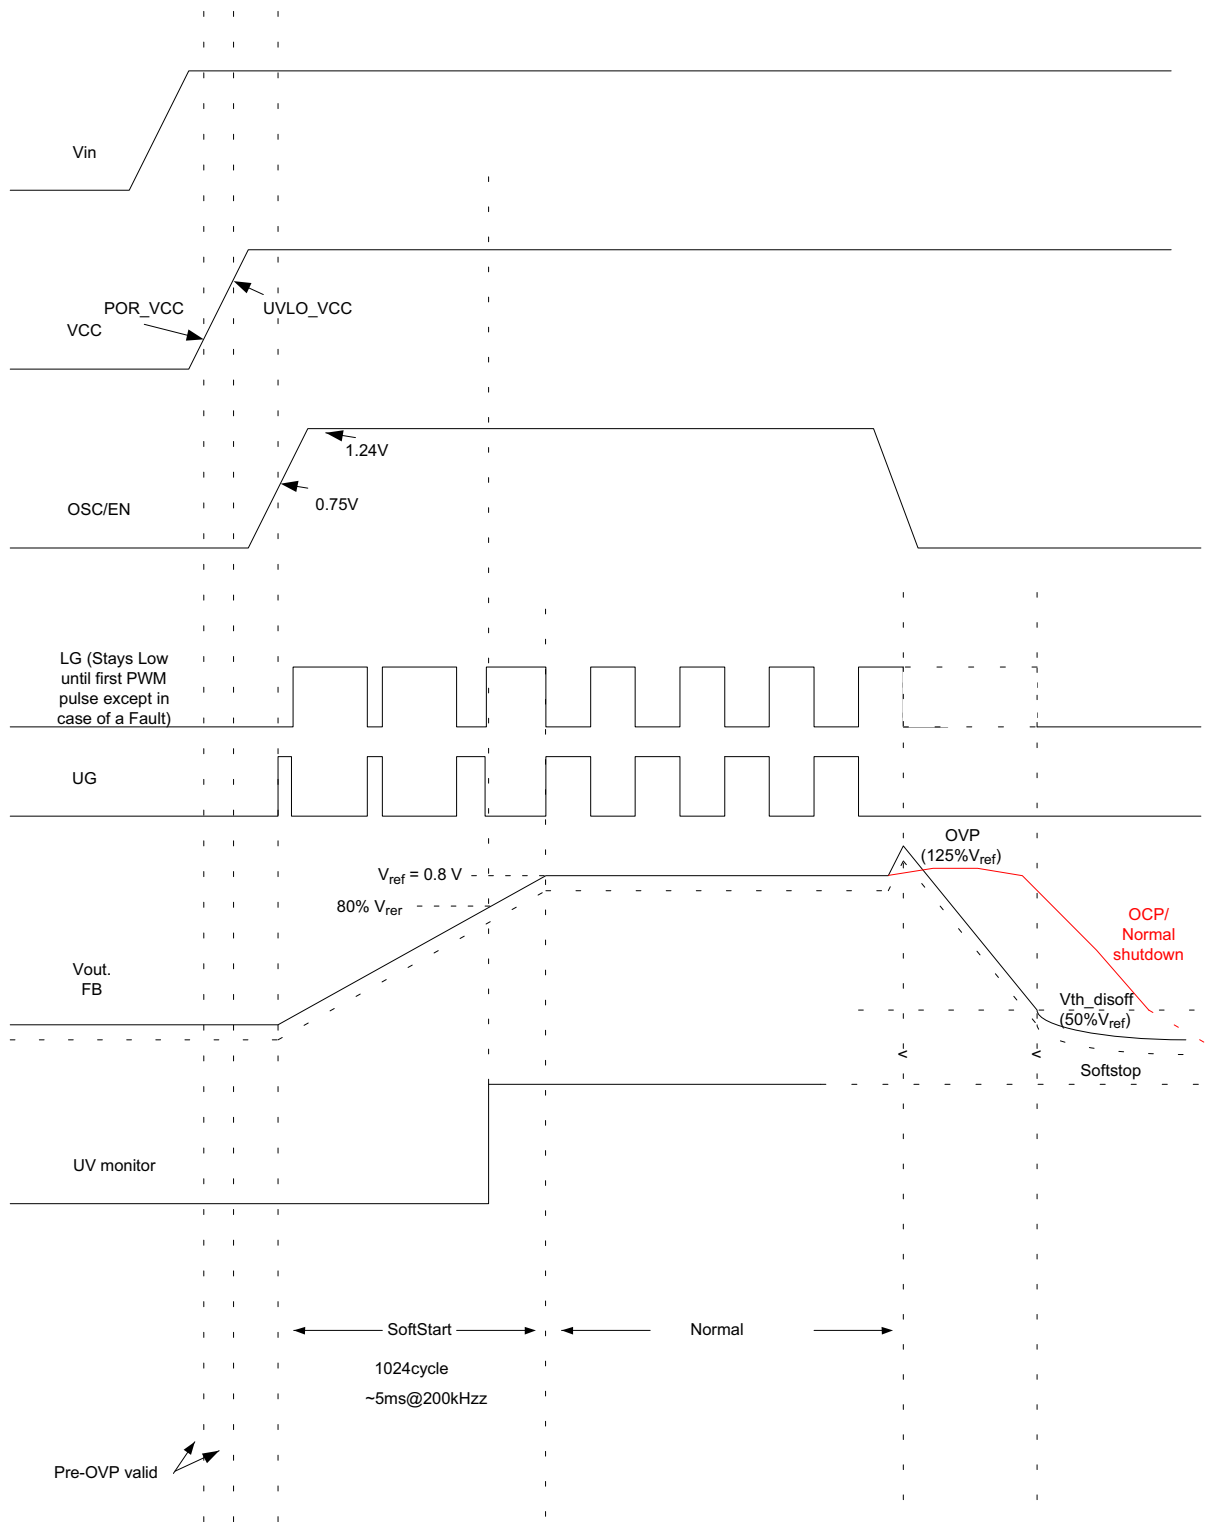 Vin
POR_VCC
UVLO_VCC
VCC
1.24V
0.75V
OSC/EN
LG (Stays Low
until first PWM
pulse except in
case of a Fault)
UG
OVP
(125%Vref)
Vref = 0.8 V
80% Vrer
OCP/
Normal
shutdown
Vout.
FB
Vth_disoff
(50%Vref)
Softstop
UV monitor
SoftStart
Normal
1024cycle
~5ms@200kHzz
Pre-OVP valid